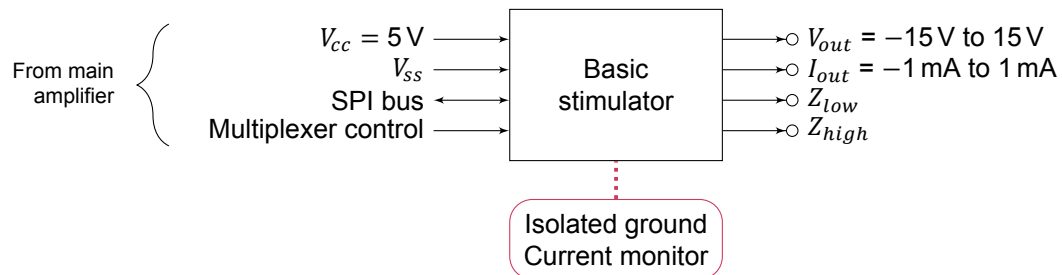 From main
amplifier
V_cc = 5 V
V_ss
SPI bus
Multiplexer control
Basic
stimulator
V_out = −15 V to 15 V
I_out = −1 mA to 1 mA
Z_low
Z_high
Isolated ground
Current monitor